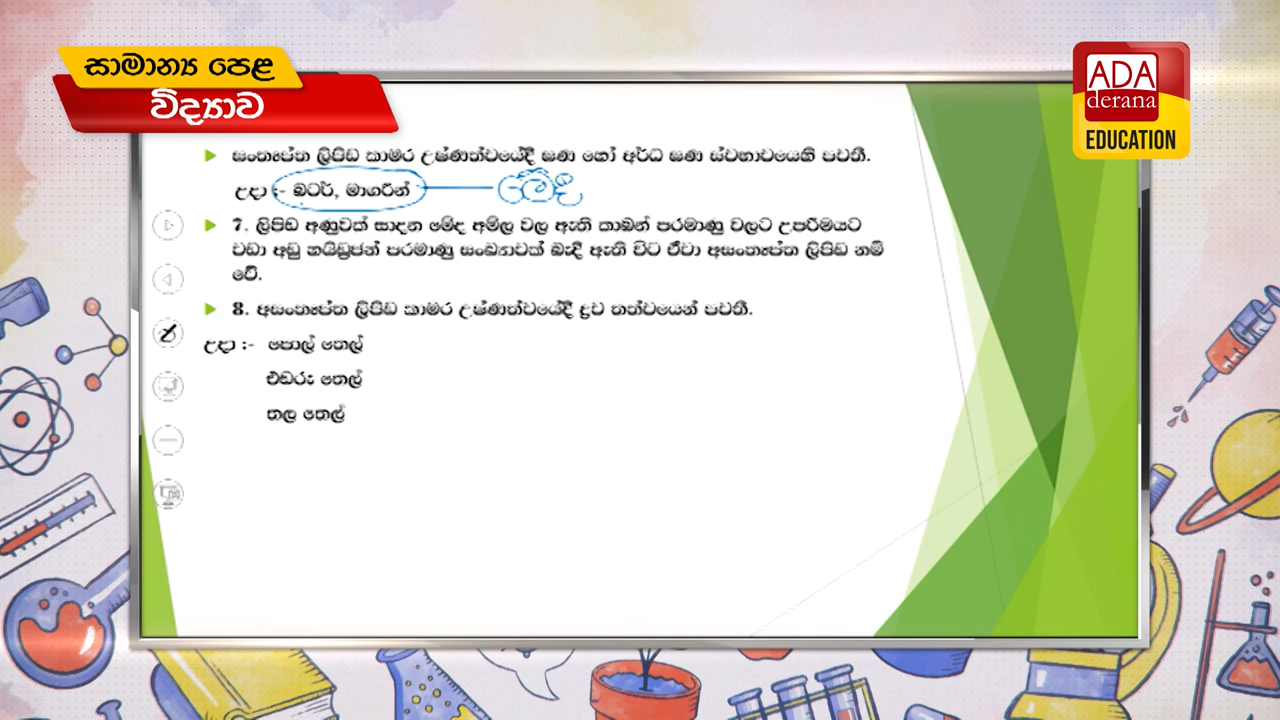 සාමාන්‍ය පෙළ
විද්‍යාව
ADA
derana
EDUCATION
සංතෘප්ත ලිපිඩ කාමර උෂ්ණත්වයේදී ඝණ හෝ අර්ධ ඝණ ස්වභාවයෙහි පවතී.
උදා :- බටර්, මාගරින් මේදී
7. ලිපිඩ අණුවක් සාදන මේද අම්ල වල ඇති කාබන් පරමාණු වලට උපරිමයට
වඩා අඩු හයිඩ්‍රජන් පරමාණු සංඛ්‍යාවක් බැඳී ඇති විට ඒවා අසංතෘප්ත ලිපිඩ නම්
වේ.
8. අසංතෘප්ත ලිපිඩ කාමර උෂ්ණත්වයේදී ද්‍රව තත්වයෙන් පවතී.
උදා :- පොල් තෙල්
එඬරු තෙල්
තල තෙල්